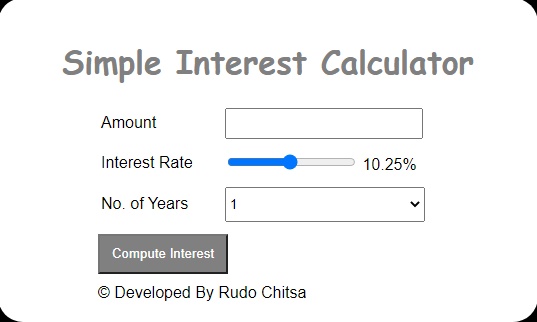 Simple Interest Calculator
Amount
Interest Rate 10.25%
No. of Years 1
Compute Interest
© Developed By Rudo Chitsa